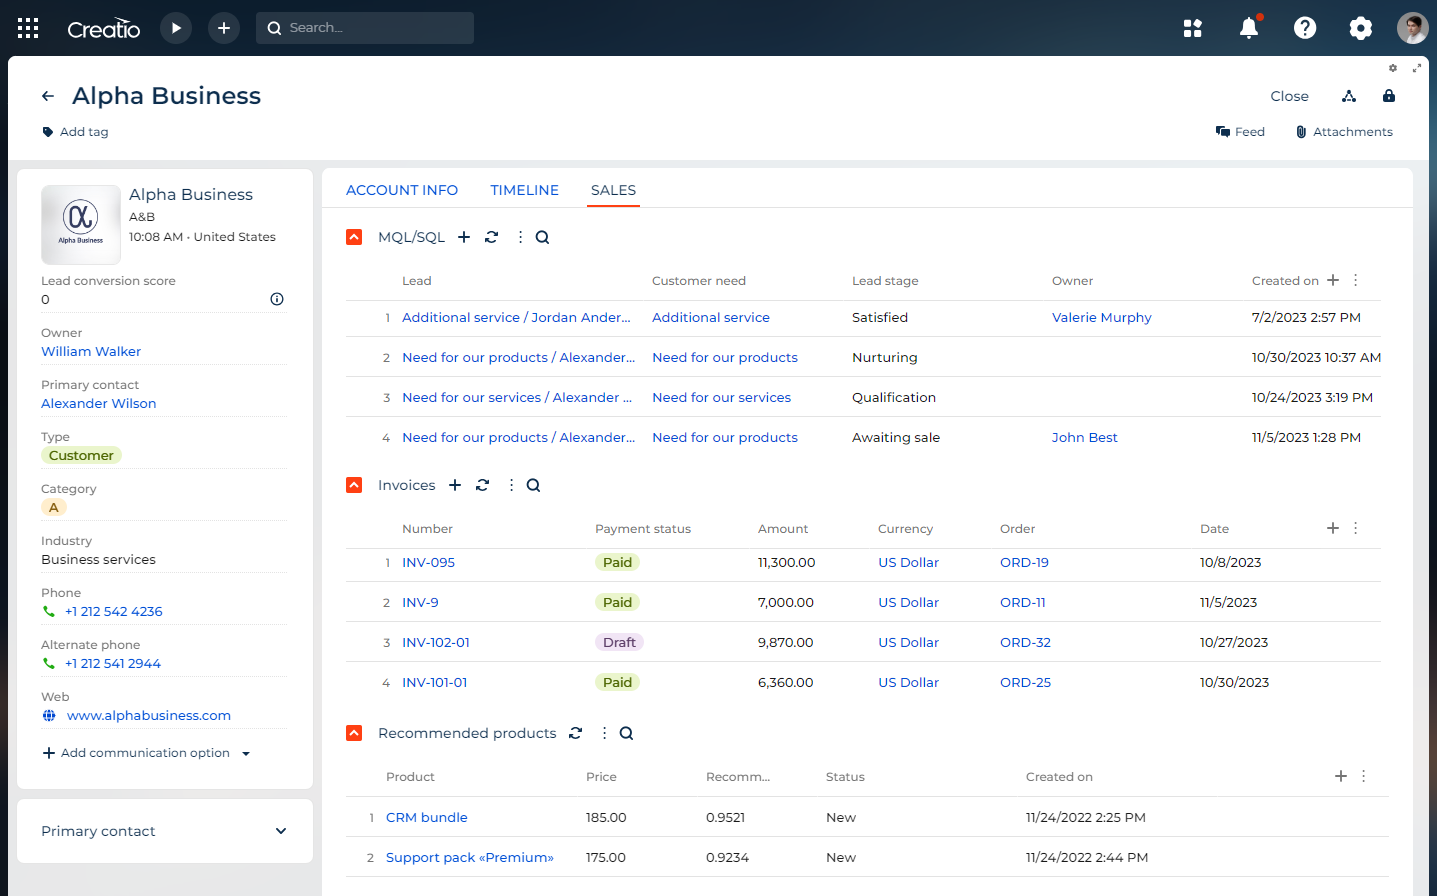 Creatio
Search...
Alpha Business
Close
Add tag
Feed
Attachments
Alpha Business
Alpha Business
A&B
10:08 AM • United States
Lead conversion score
0
Owner
William Walker
Primary contact
Alexander Wilson
Type
Customer
Category
A
Industry
Business services
Phone
+1 212 542 4236
Alternate phone
+1 212 541 2944
Web
www.alphabusiness.com
Add communication option
Primary contact
ACCOUNT INFO TIMELINE SALES
MQL/SQL
Lead Customer need Lead stage Owner Created on
1 Additional service / Jordan Ander... Additional service Satisfied Valerie Murphy 7/2/2023 2:57 PM
2 Need for our products / Alexander... Need for our products Nurturing 10/30/2023 10:37 AM
3 Need for our services / Alexander ... Need for our services Qualification 10/24/2023 3:19 PM
4 Need for our products / Alexander... Need for our products Awaiting sale John Best 11/5/2023 1:28 PM
Invoices
Number Payment status Amount Currency Order Date
1 INV-095 Paid 11,300.00 US Dollar ORD-19 10/8/2023
2 INV-9 Paid 7,000.00 US Dollar ORD-11 11/5/2023
3 INV-102-01 Draft 9,870.00 US Dollar ORD-32 10/27/2023
4 INV-101-01 Paid 6,360.00 US Dollar ORD-25 10/30/2023
Recommended products
Product Price Recomm... Status Created on
1 CRM bundle 185.00 0.9521 New 11/24/2022 2:25 PM
2 Support pack «Premium» 175.00 0.9234 New 11/24/2022 2:44 PM